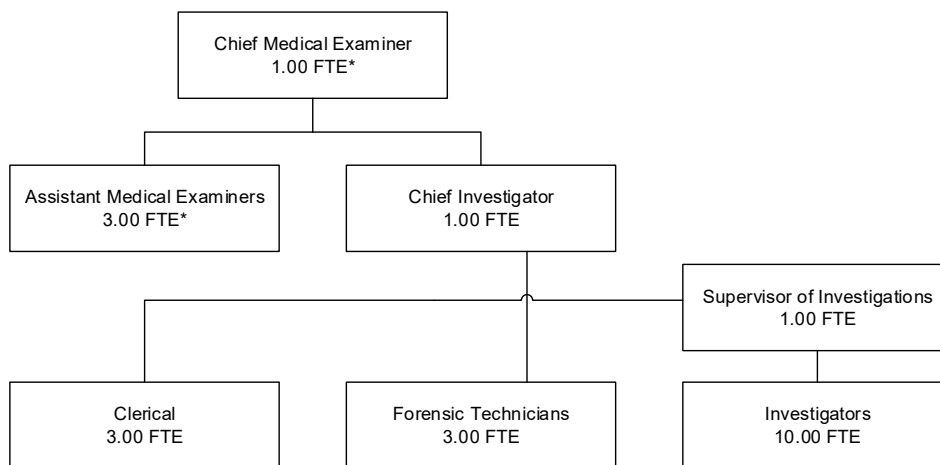 Chief Medical Examiner
1.00 FTE*
Assistant Medical Examiners
3.00 FTE*
Chief Investigator
1.00 FTE
Supervisor of Investigations
1.00 FTE
Clerical
3.00 FTE
Forensic Technicians
3.00 FTE
Investigators
10.00 FTE